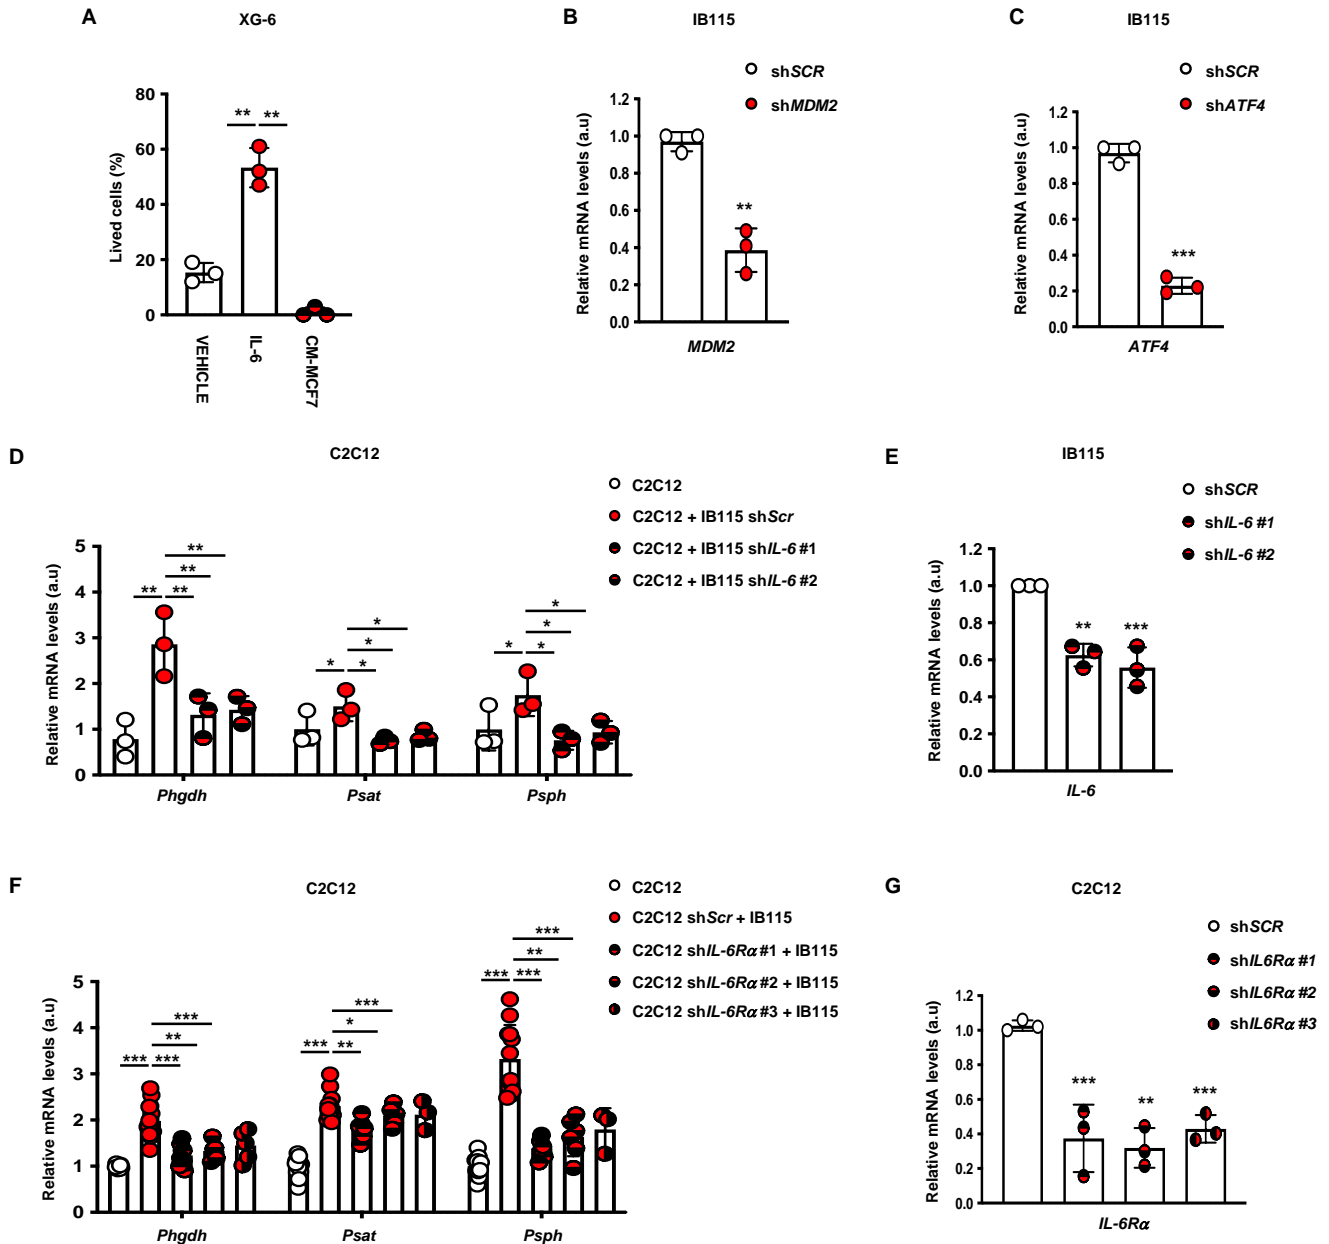 A
XG-6
80
60
40
20
0
Lived cells (%)
** **
VEHICLE
IL-6
CM-MCF7
B
IB115
shSCR
shMDM2
1.2
1.0
0.8
0.6
0.4
0.2
0.0
Relative mRNA levels (a.u)
**
MDM2
C
IB115
shSCR
shATF4
1.2
1.0
0.8
0.6
0.4
0.2
0.0
Relative mRNA levels (a.u)
***
ATF4
D
C2C12
C2C12
C2C12 + IB115 shScr
C2C12 + IB115 shIL-6 #1
C2C12 + IB115 shIL-6 #2
5
4
3
2
1
0
Relative mRNA levels (a.u)
**
**
** **
*
*
* *
*
*
* *
Phgdh
Psat
Psph
E
IB115
shSCR
shIL-6 #1
shIL-6 #2
1.2
1.0
0.8
0.6
0.4
0.2
0.0
Relative mRNA levels (a.u)
** ***
IL-6
F
C2C12
C2C12
C2C12 shScr + IB115
C2C12 shIL-6Rα #1 + IB115
C2C12 shIL-6Rα #2 + IB115
C2C12 shIL-6Rα #3 + IB115
5
4
3
2
1
0
Relative mRNA levels (a.u)
***
**
*** ***
***
*
*** **
***
**
*** ***
Phgdh
Psat
Psph
G
C2C12
shSCR
shIL6Rα #1
shIL6Rα #2
shIL6Rα #3
1.2
1.0
0.8
0.6
0.4
0.2
0.0
Relative mRNA levels (a.u)
*** ** ***
IL-6Rα